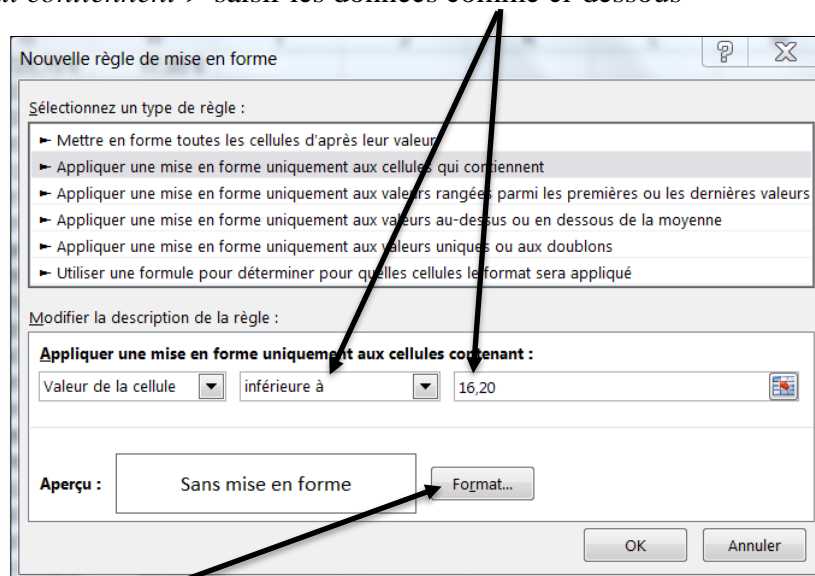 contiennent > saisir les données comme ci-dessous
Nouvelle règle de mise en forme
Sélectionnez un type de règle :
► Mettre en forme toutes les cellules d'après leur valeur
► Appliquer une mise en forme uniquement aux cellules qui contiennent
► Appliquer une mise en forme uniquement aux valeurs rangées parmi les premières ou les dernières valeurs
► Appliquer une mise en forme uniquement aux valeurs au-dessus ou en dessous de la moyenne
► Appliquer une mise en forme uniquement aux valeurs uniques ou aux doublons
► Utiliser une formule pour déterminer pour quelles cellules le format sera appliqué
Modifier la description de la règle :
Appliquer une mise en forme uniquement aux cellules contenant :
Valeur de la cellule inférieure à 16,20
Aperçu : Sans mise en forme Format...
OK Annuler